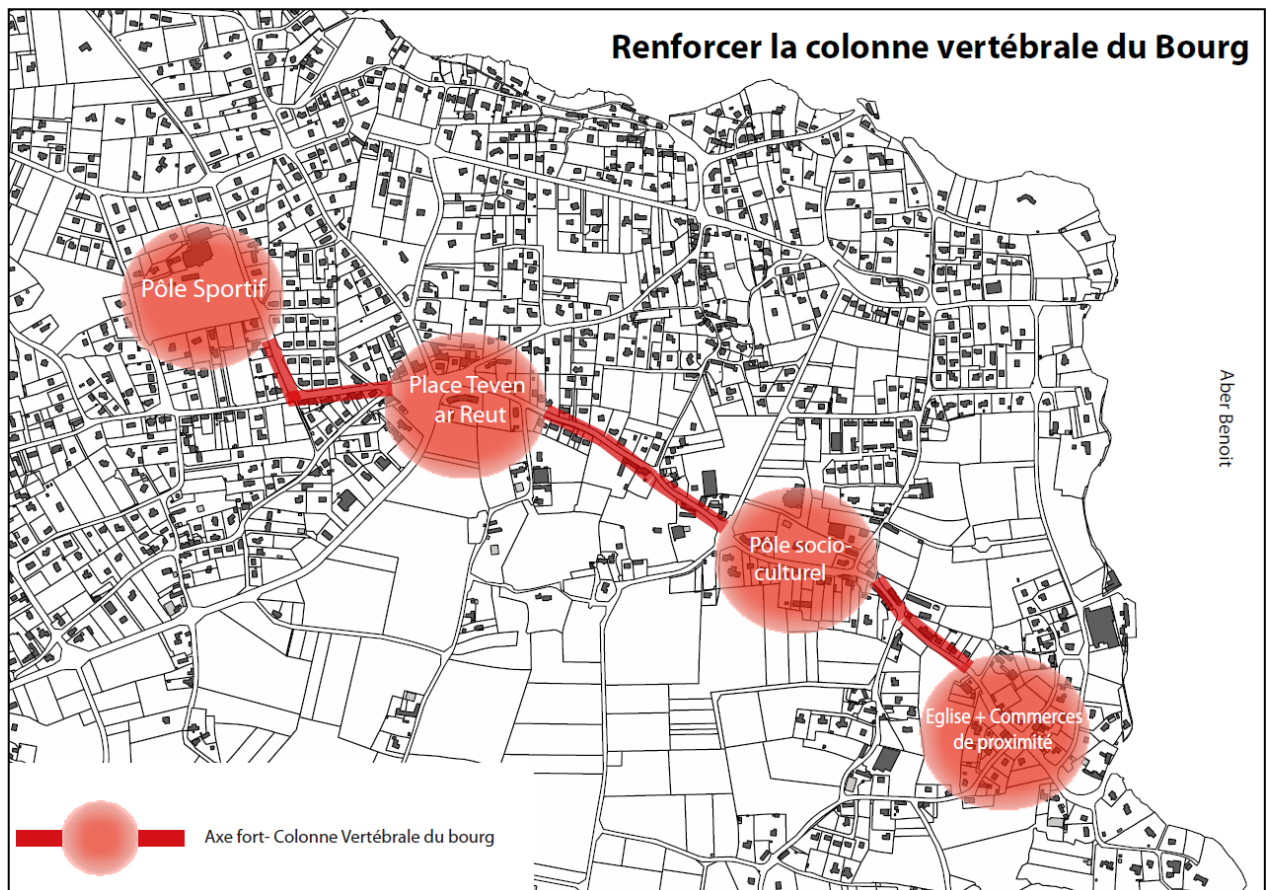 Renforcer la colonne vertébrale du Bourg
Pôle Sportif
Place Teven
ar Reut
Aber Benoit
Pôle socio-
culturel
Eglise + Commerces
de proximité
Axe fort- Colonne Vertébrale du bourg